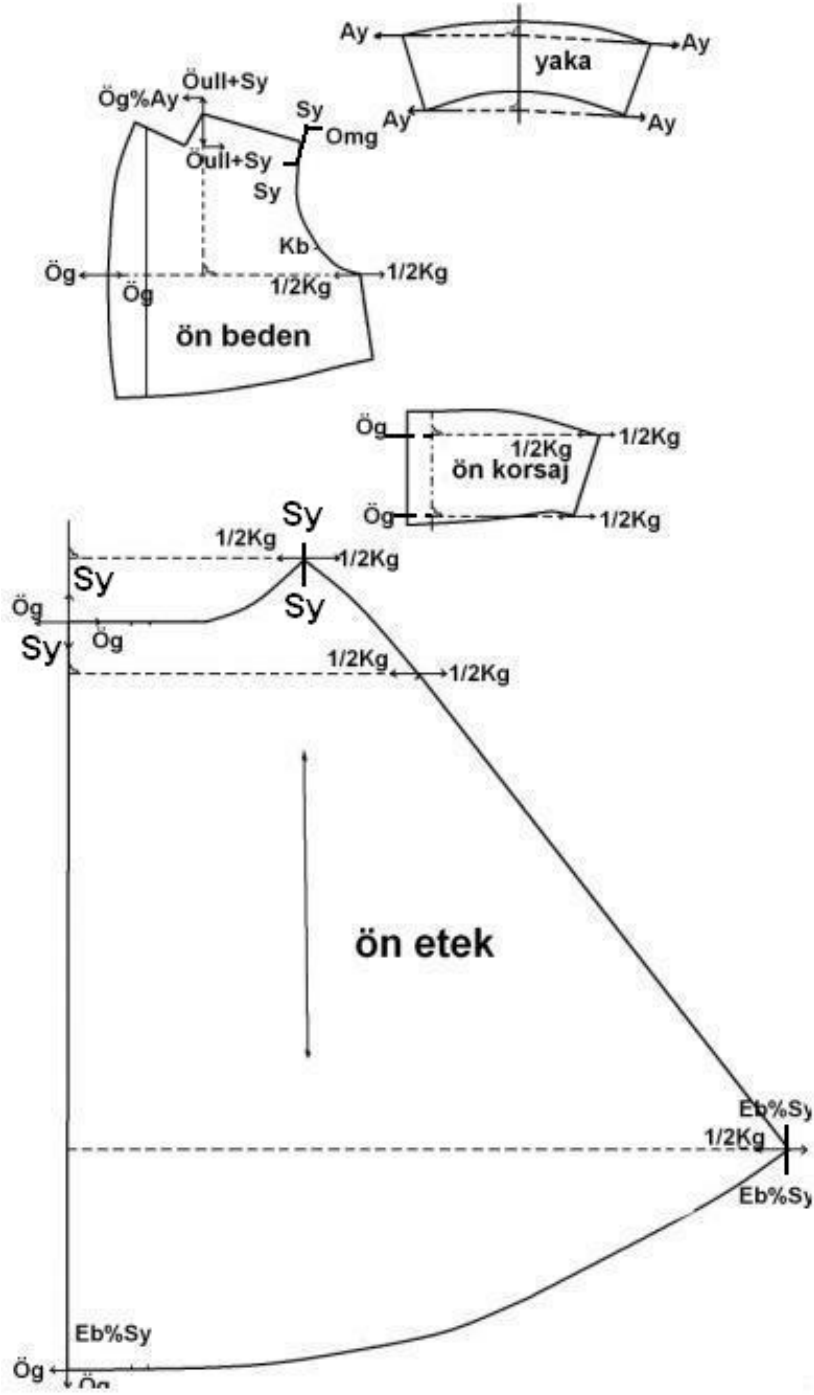 Ay
Ay
yaka
Ay
Ay
Öull+Sy
Ög%Ay
Sy
Omg
Öull+Sy
Sy
Kb
Ög
Ög
1/2Kg
1/2Kg
ön beden
Ög
1/2Kg
1/2Kg
ön korsaj
Ög
1/2Kg
Sy
1/2Kg
1/2Kg
Sy
Sy
Ög
Ög
Sy
1/2Kg
1/2Kg
ön etek
Eb%Sy
1/2Kg
Eb%Sy
Eb%Sy
Ög
Ög